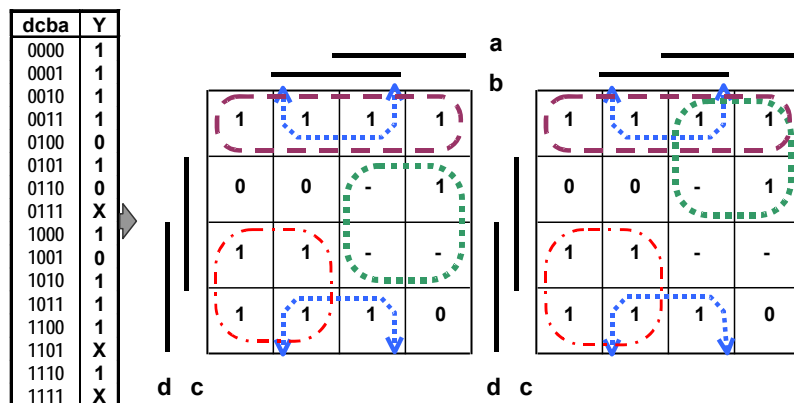 dcba Y
0000 1
0001 1
0010 1
0011 1
0100 0
0101 1
0110 0
0111 X
1000 1
1001 0
1010 1
1011 1
1100 1
1101 X
1110 1
1111 X
a
b
1 1 1 1
0 0 - 1
1 1 - -
1 1 1 0
d c
1 1 1 1
0 0 - 1
1 1 - -
1 1 1 0
d c